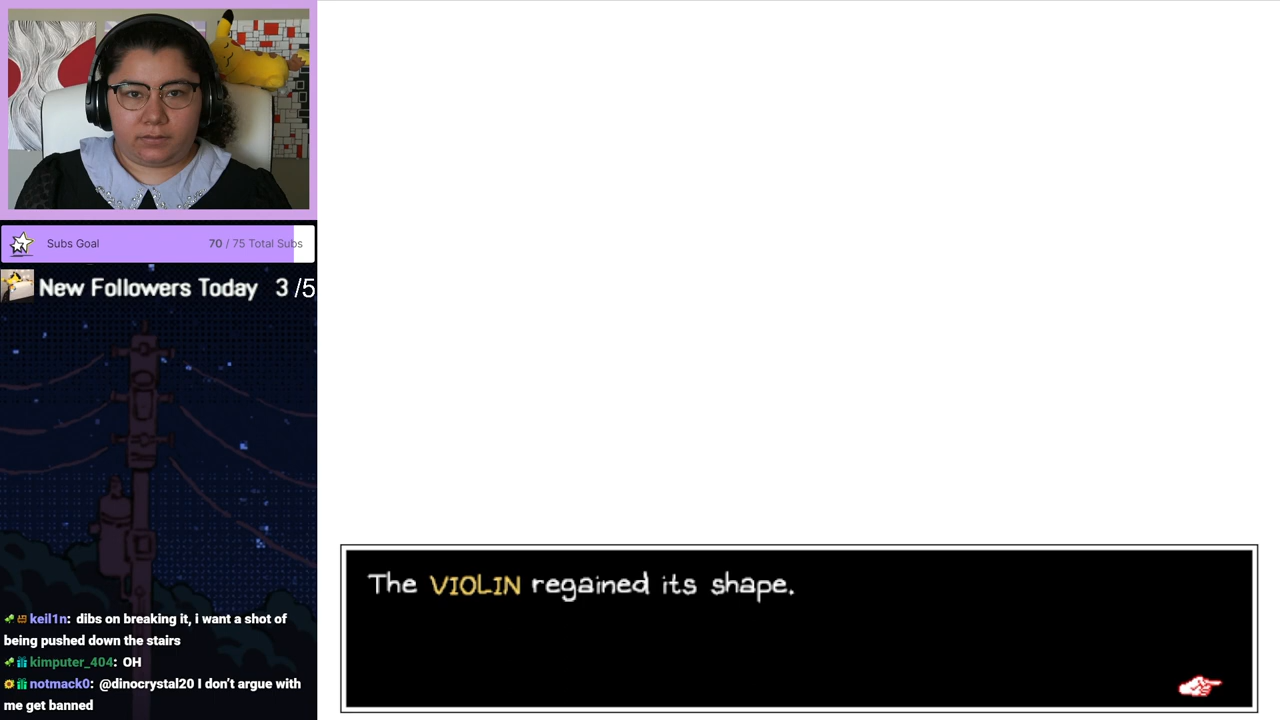 Subs Goal 70 / 75 Total Subs
New Followers Today 3 /5
keil1n: dibs on breaking it, i want a shot of
being pushed down the stairs
kimputer_404: OH
notmack0: @dinocrystal20 I don't argue with
me get banned
The VIOLIN regained its shape.